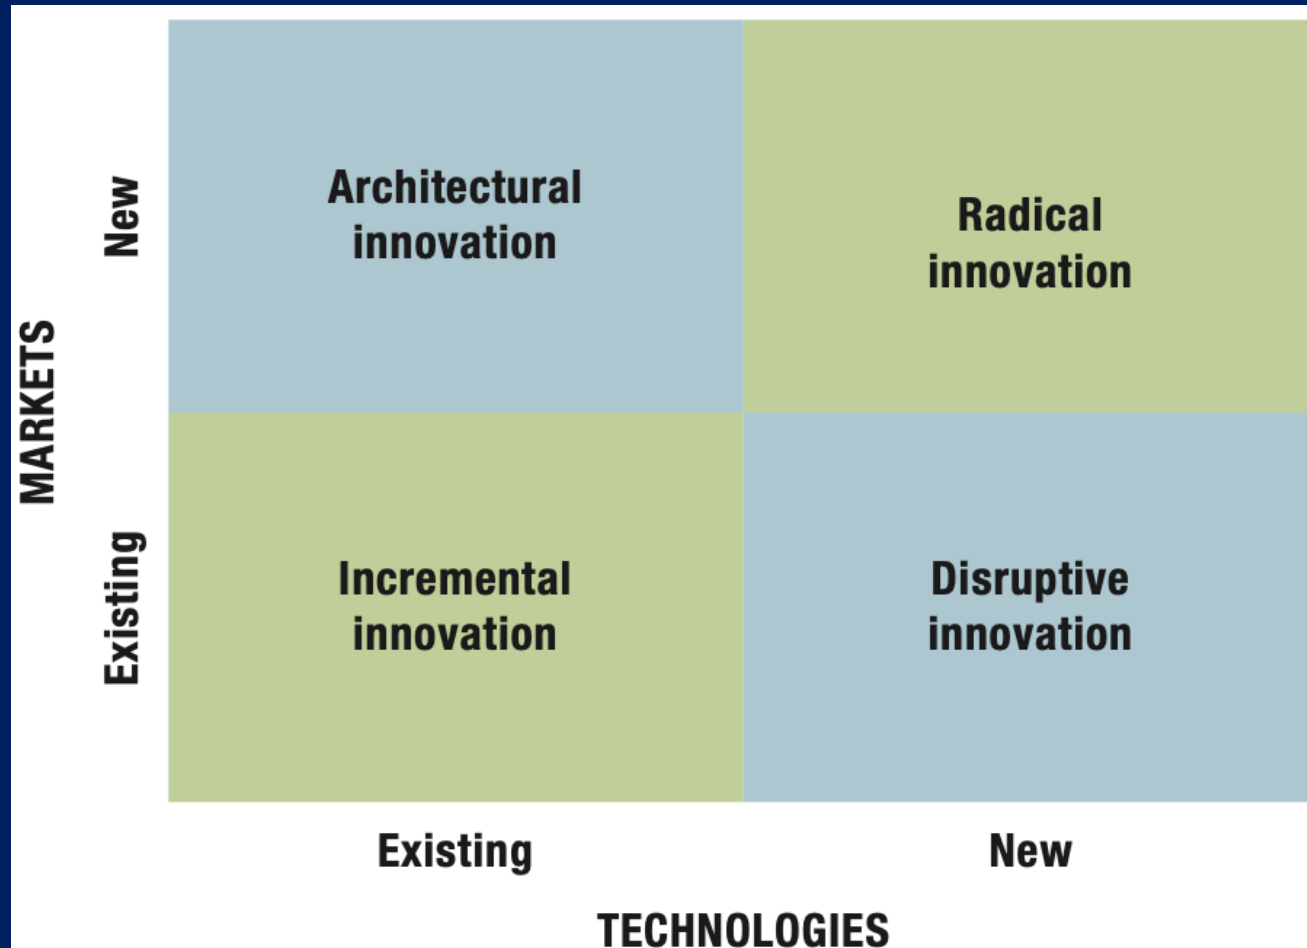 MARKETS
New
Architectural
innovation
Radical
innovation
Existing
Incremental
innovation
Disruptive
innovation
Existing
New
TECHNOLOGIES